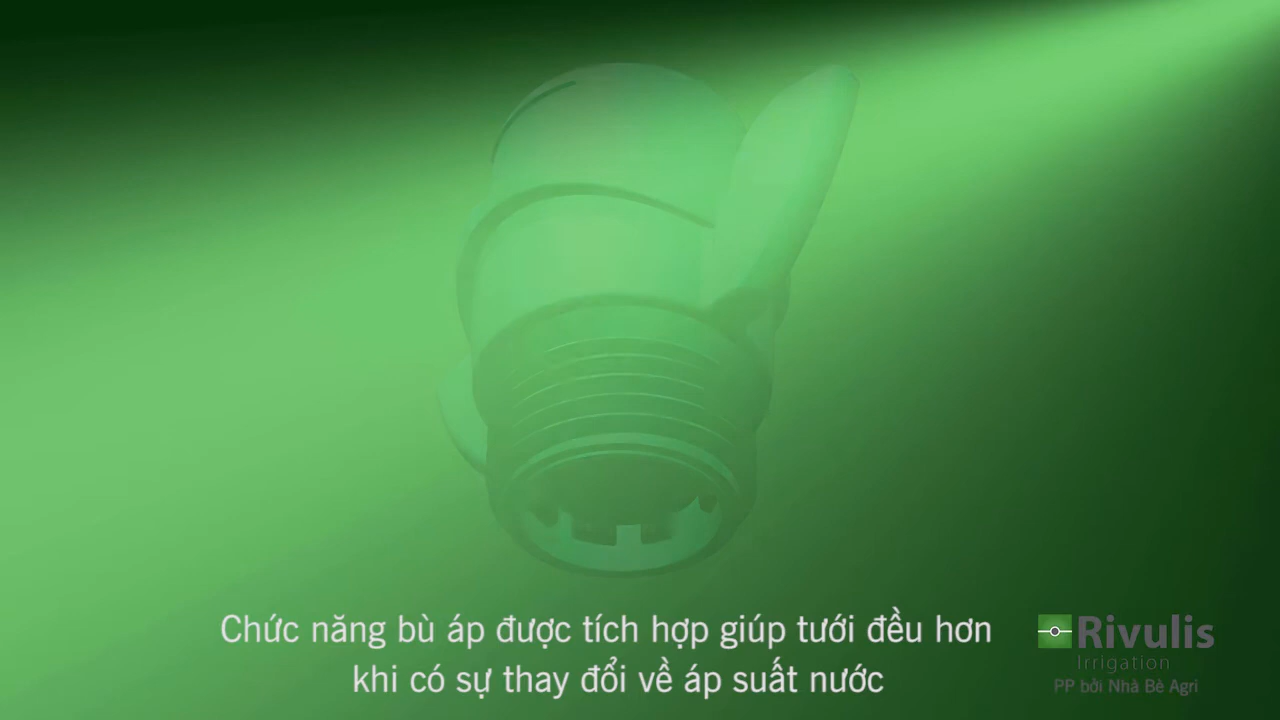 Chức năng bù áp được tích hợp giúp tưới đều hơn
khi có sự thay đổi về áp suất nước
Rivulis
Irrigation
PP bởi Nhà Bè Agri